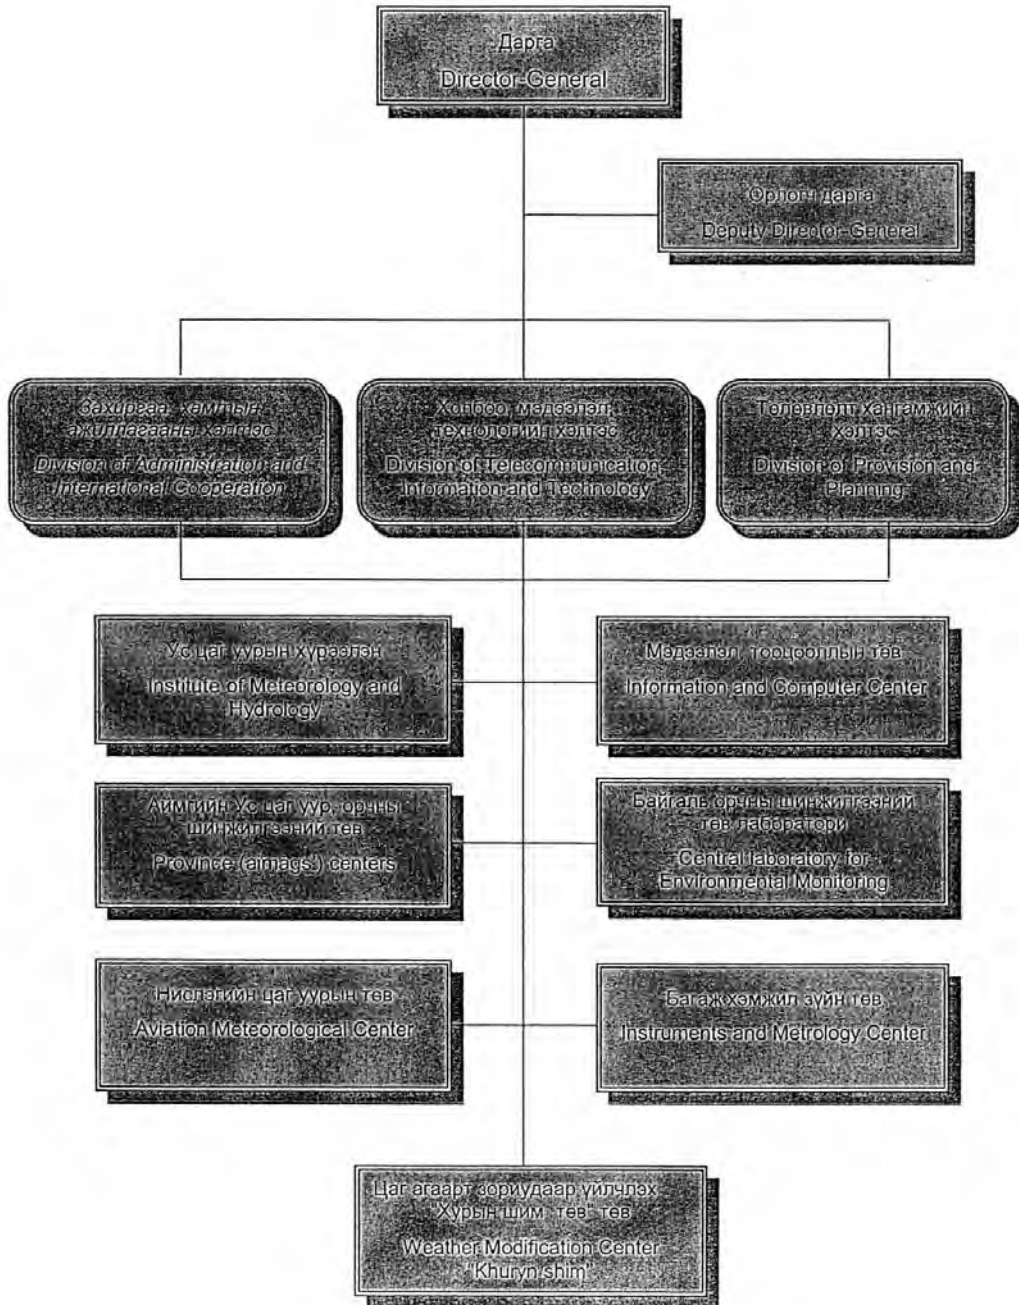 Дарга
Director-General
Орлогч дарга
Deputy Director-General
Захиргаа, хамтын
ажиллагааны хэлтэс
Division of Administration and
International Cooperation
Холбоо, мэдээлэл,
технологийн хэлтэс
Division of Telecommunication,
Information and Technology
Төлөвлөлт хангамжийн
хэлтэс
Division of Provision and
Planning
Ус цаг уурын хүрээлэн
Institute of Meteorology and
Hydrology
Мэдээлэл, тооцооллын төв
Information and Computer Center
Аймгийн Ус цаг уур, орчны
шинжилгээний төв
Province (aimags') centers
Байгаль орчны шинжилгээний
төв лаборатори
Central laboratory for
Environmental Monitoring
Нислэгийн цаг уурын төв
Aviation Meteorological Center
Багаж хэмжил зүйн төв
Instruments and Metrology Center
Цаг агаарт зориудаар үйлчлэх
"Хурын шим төв" төв
Weather Modification Center
"Khuryn shim"